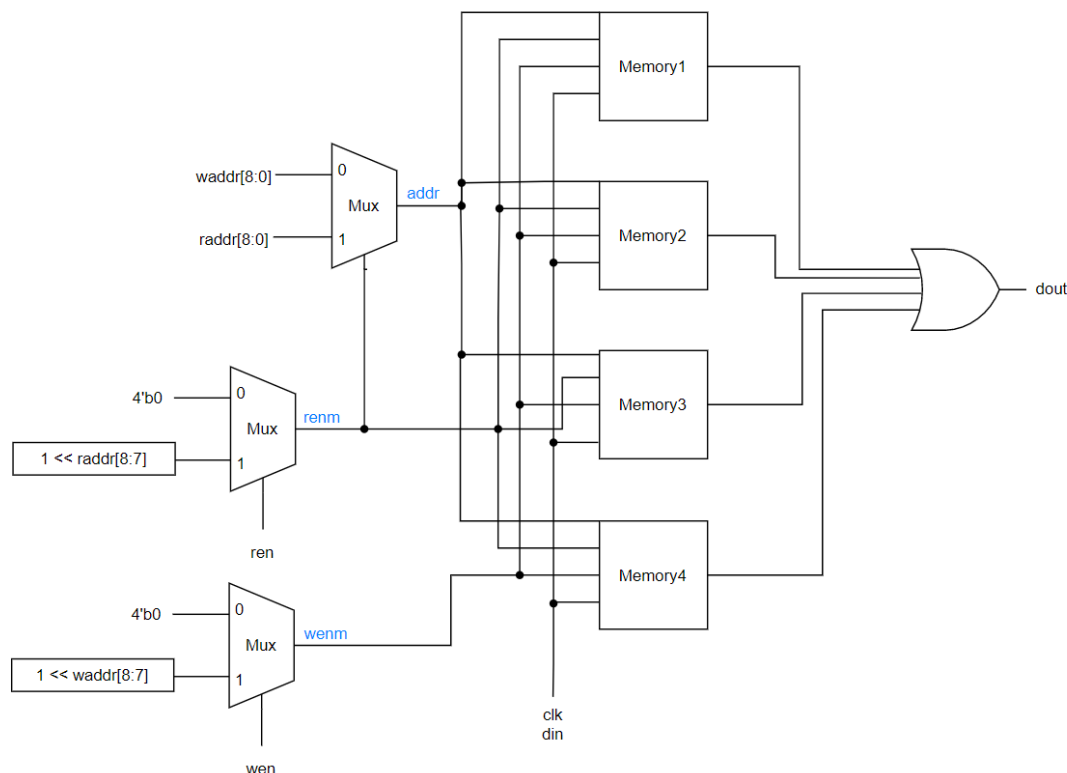 Memory1
waddr[8:0]
0
Mux
addr
raddr[8:0]
1
Memory2
dout
4'b0
0
Mux
renm
1 << raddr[8:7]
1
Memory3
ren
4'b0
0
Mux
wenm
1 << waddr[8:7]
1
Memory4
clk
din
wen